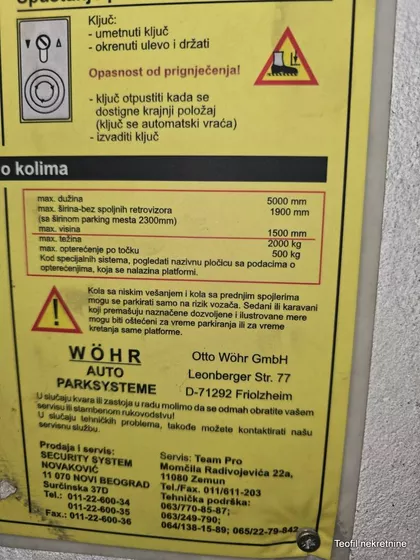 Ključ:
- umetnuti ključ
- okrenuti ulevo i držati
Opasnost od prignječenja!
- ključ otpustiti kada se
dostigne krajnji položaj
(ključ se automatski vraća)
- izvaditi ključ
o kolima
max. dužina 5000 mm
max. širina-bez spoljnih retrovizora 1900 mm
(sa širinom parking mesta 2300mm)
max. visina 1500 mm
max. težina 2000 kg
max. opterećenje po točku 500 kg
Kod specijalnih sistema, pogledati nazivnu pločicu sa podacima o
opterećenjima, koja se nalazina platformi.
Kola sa niskim vešanjem i kola sa prednjim spojlerima
mogu se parkirati samo na rizik vozača. Sedani ili karavani
koji premašuju naznačene dozvoljene i ilustrovane mere
mogu biti oštećeni za vreme parkiranja ili za vreme
kretanja same platforme.
WÖHR
AUTO
PARKSYSTEME
Otto Wöhr GmbH
Leonberger Str. 77
D-71292 Friolzheim
U slučaju kvara ili zastoja u radu molimo da se odmah obratite vašem
servisu ili stambenom rukovodstvu!
U slučaju tehničkih problema, takođe možete kontaktirati našu
servisnu službu.
Prodaja i servis:
SECURITY SYSTEM
NOVAKOVIĆ
11 070 NOVI BEOGRAD
Surčinska 37D
Tel.: 011-22-600-34
011-22-600-35
Fax.: 011-22-600-36
Servis: Team Pro
Momčila Radivojevića 22a,
11080 Zemun
Tel./Fax. 011/611-203
Tehnička podrška:
063/770-85-87;
063/249-790;
064/138-15-89; 065/22-79-842
Teofil nekretnine